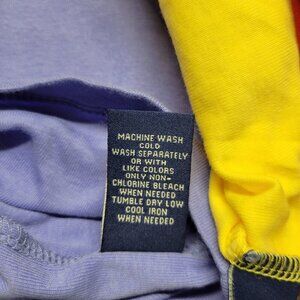 MACHINE WASH
COLD
WASH SEPARATELY
OR WITH
LIKE COLORS
ONLY NON-
CHLORINE BLEACH
WHEN NEEDED
TUMBLE DRY LOW
COOL IRON
WHEN NEEDED